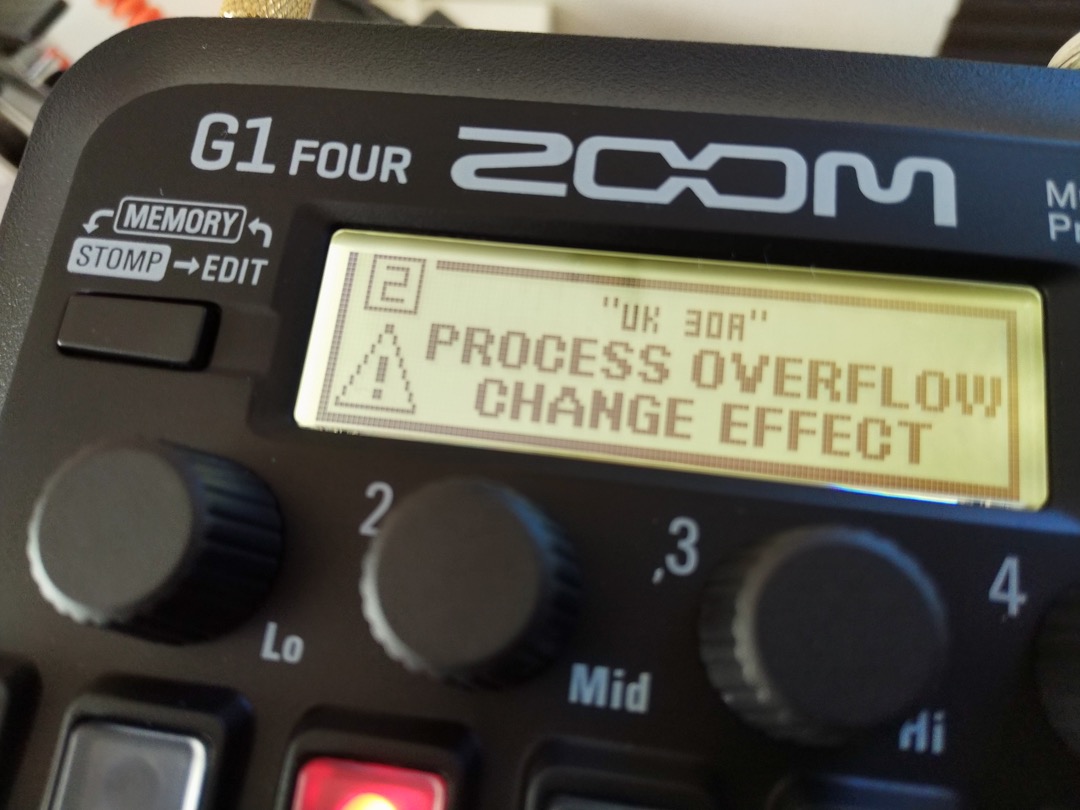 G1 FOUR ZOOM
MEMORY
STOMP → EDIT
2
"UK 30A"
PROCESS OVERFLOW
CHANGE EFFECT
2
3
4
Lo
Mid
Hi